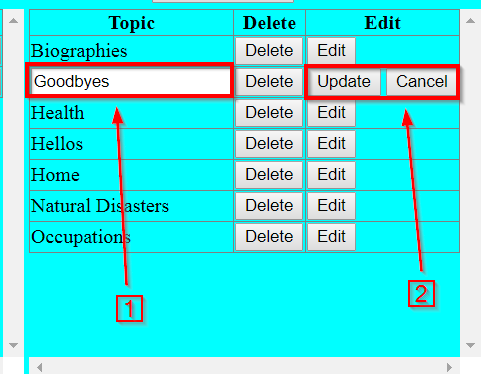 Topic Delete Edit
Biographies Delete Edit
Goodbyes Delete Update Cancel
Health Delete Edit
Hellos Delete Edit
Home Delete Edit
Natural Disasters Delete Edit
Occupations Delete Edit
1 2